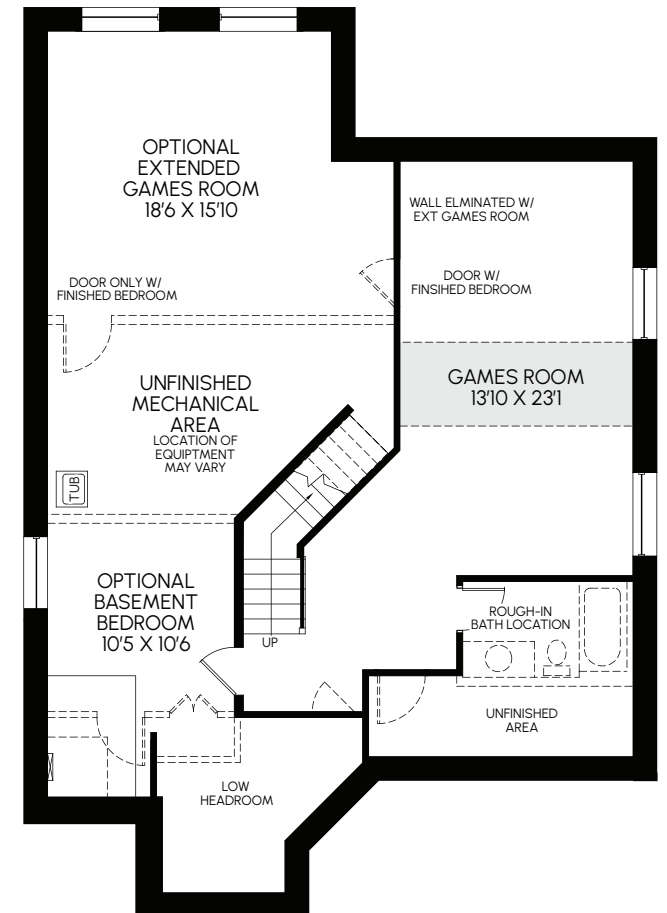 OPTIONAL
EXTENDED
GAMES ROOM
18'6 X 15'10
WALL ELMINATED W/
EXT GAMES ROOM
DOOR ONLY W/
FINISHED BEDROOM
DOOR W/
FINSIHED BEDROOM
GAMES ROOM
13'10 X 23'1
UNFINISHED
MECHANICAL
AREA
LOCATION OF
EQUIPTMENT
MAY VARY
TUB
OPTIONAL
BASEMENT
BEDROOM
10'5 X 10'6
UP
ROUGH-IN
BATH LOCATION
UNFINISHED
AREA
LOW
HEADROOM